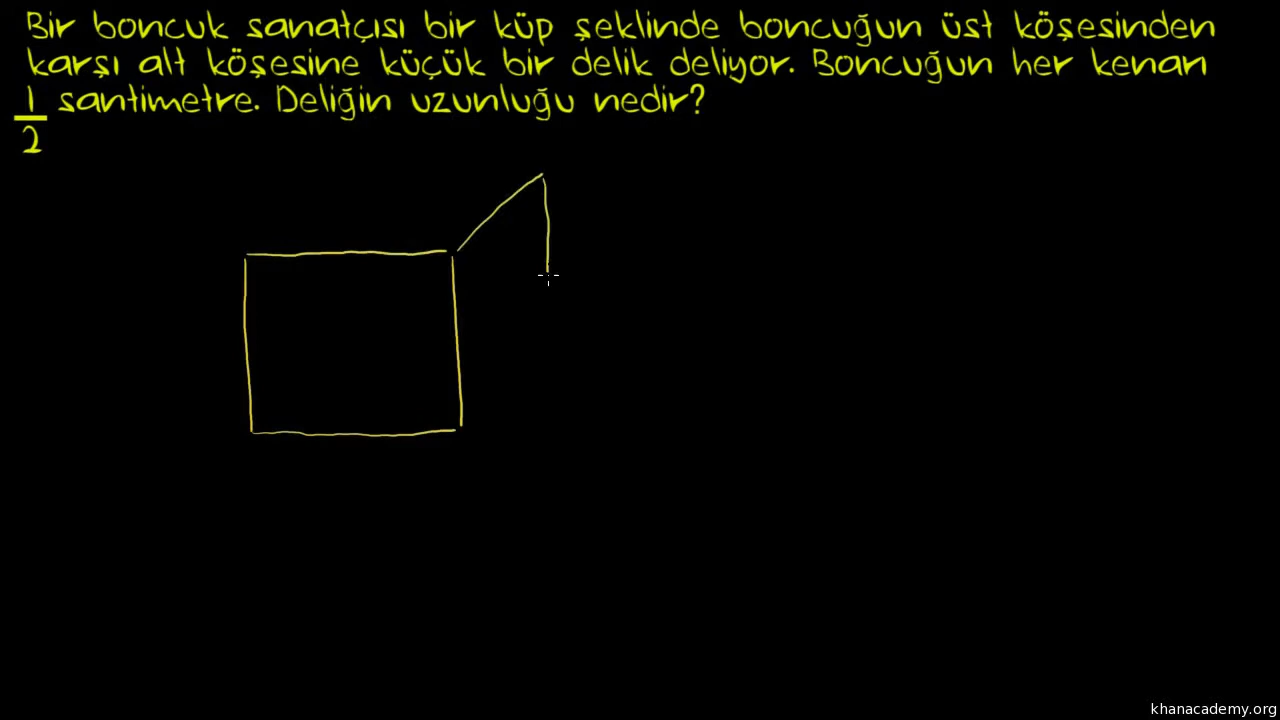 Bir boncuk sanatçısı bir küp şeklinde boncuğun üst köşesinden
karşı alt köşesine küçük bir delik deliyor. Boncuğun her kenarı
1/2 santimetre. Deliğin uzunluğu nedir?
khanacademy.org